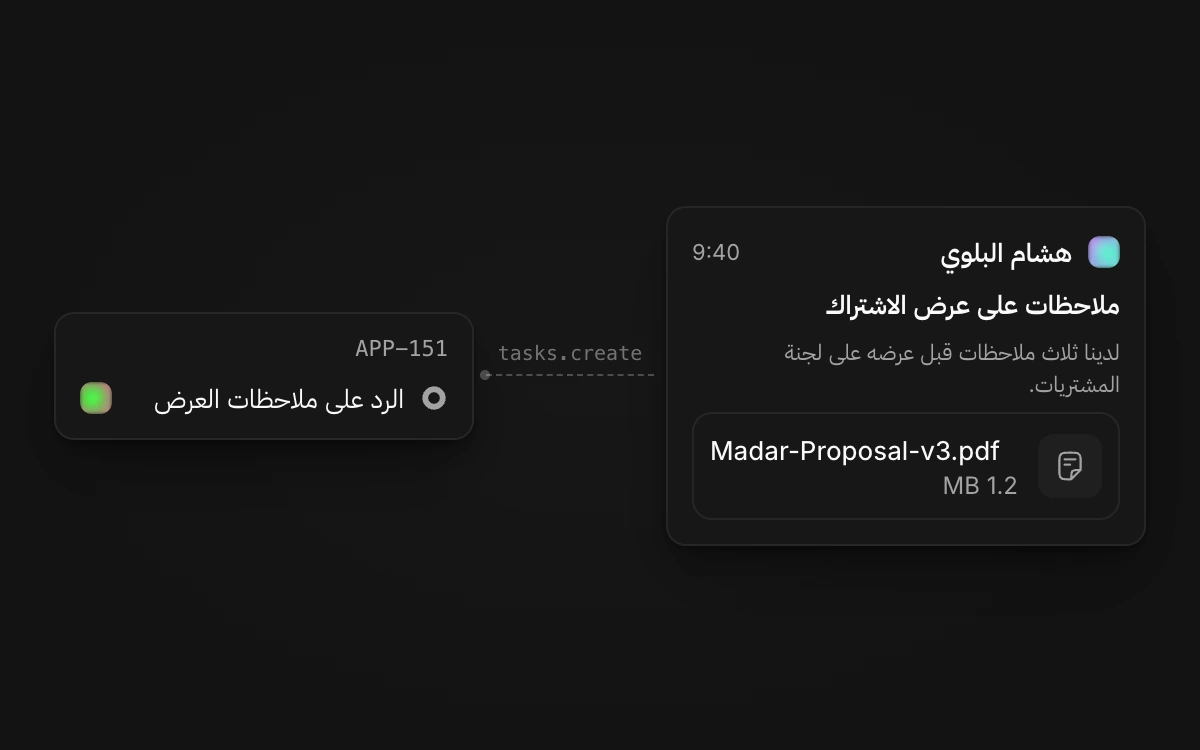 هشام البلوي
9:40
ملاحظات على عرض الاشتراك
لدينا ثلاث ملاحظات قبل عرضه على لجنة
المشتريات.
Madar-Proposal-v3.pdf
MB 1.2
tasks.create
APP-151
الرد على ملاحظات العرض